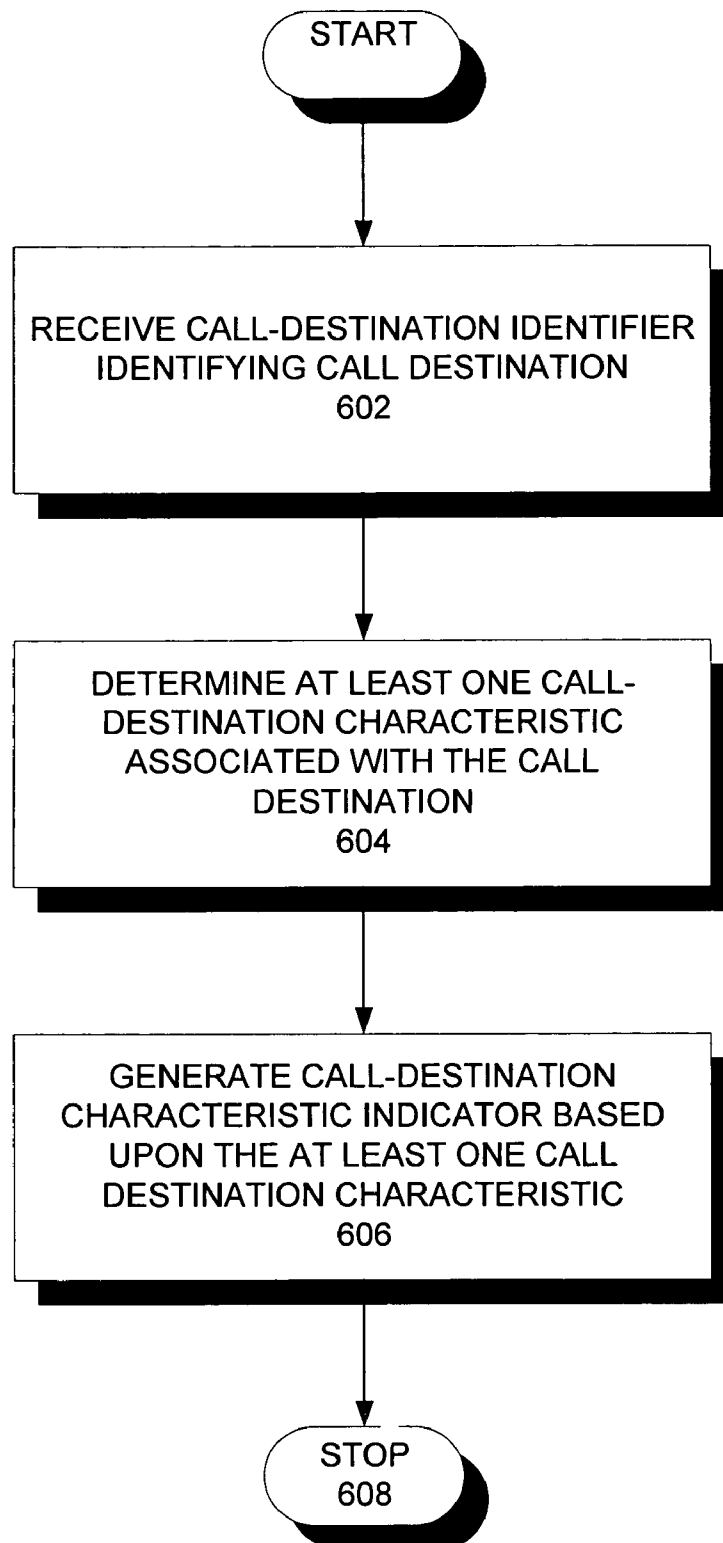 START
RECEIVE CALL-DESTINATION IDENTIFIER
IDENTIFYING CALL DESTINATION
602
DETERMINE AT LEAST ONE CALL-
DESTINATION CHARACTERISTIC
ASSOCIATED WITH THE CALL
DESTINATION
604
GENERATE CALL-DESTINATION
CHARACTERISTIC INDICATOR BASED
UPON THE AT LEAST ONE CALL
DESTINATION CHARACTERISTIC
606
STOP
608